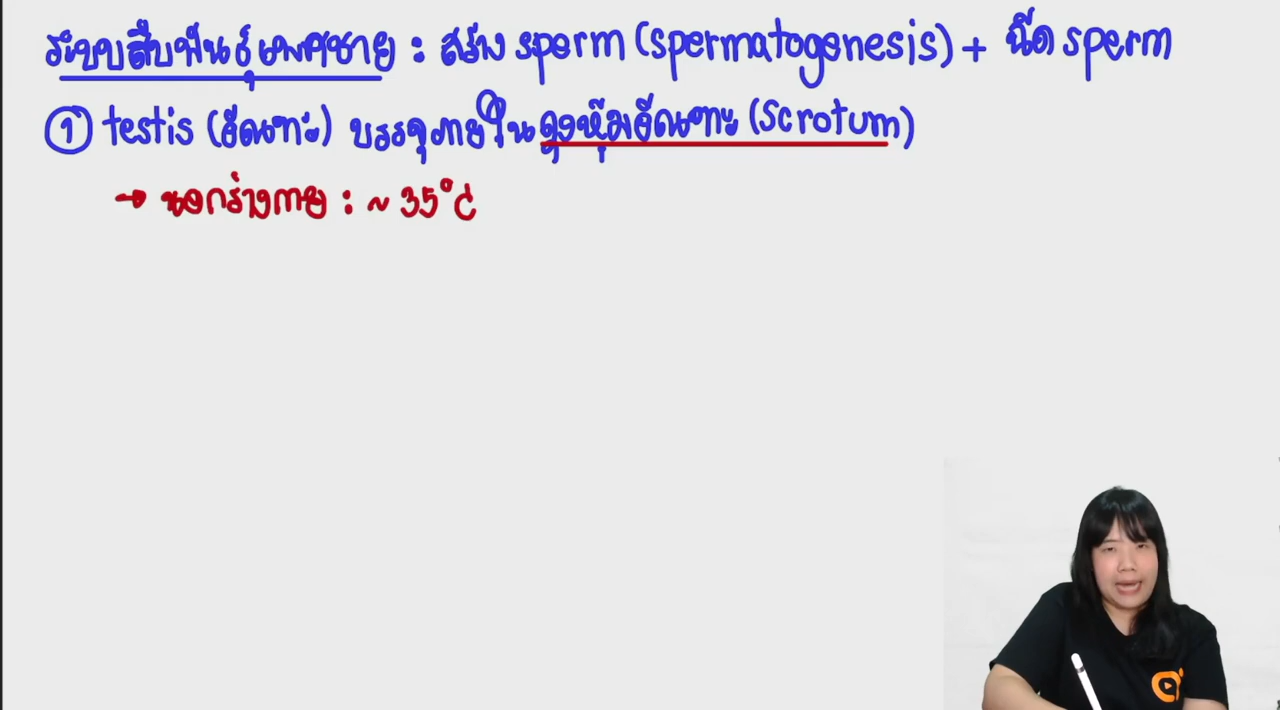 ระบบสืบพันธุ์เพศชาย : สร้าง sperm (spermatogenesis) + ฉีด sperm
① testis (อัณฑะ) บรรจุภายใน ถุงหุ้มอัณฑะ (Scrotum)
→ นอกร่างกาย : ~ 35°C